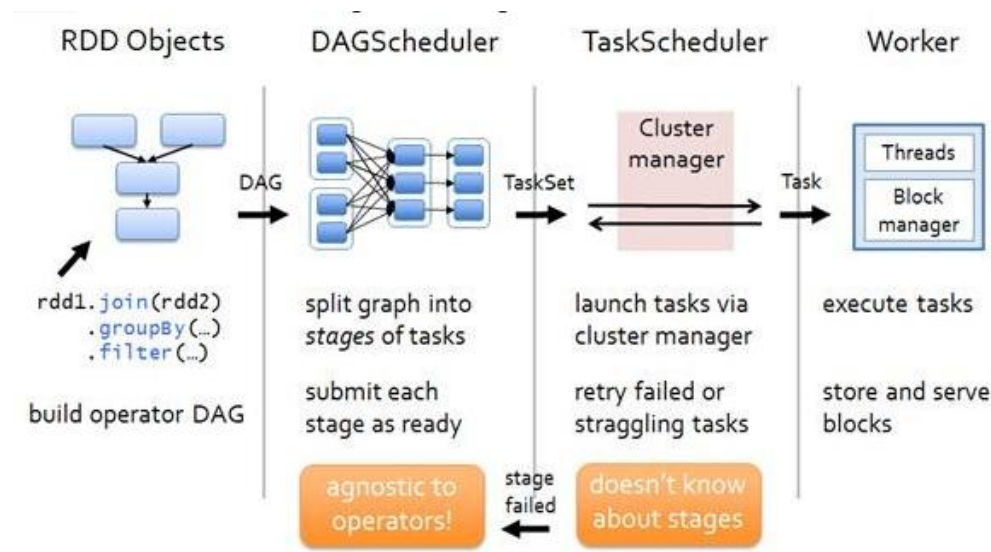 RDD Objects
DAGScheduler
TaskScheduler
Worker
DAG
TaskSet
Cluster
manager
Task
Threads
Block
manager
rdd1.join(rdd2)
.groupBy(…)
.filter(…)
build operator DAG
split graph into
stages of tasks
submit each
stage as ready
launch tasks via
cluster manager
retry failed or
straggling tasks
execute tasks
store and serve
blocks
agnostic to
operators!
stage
failed
doesn't know
about stages